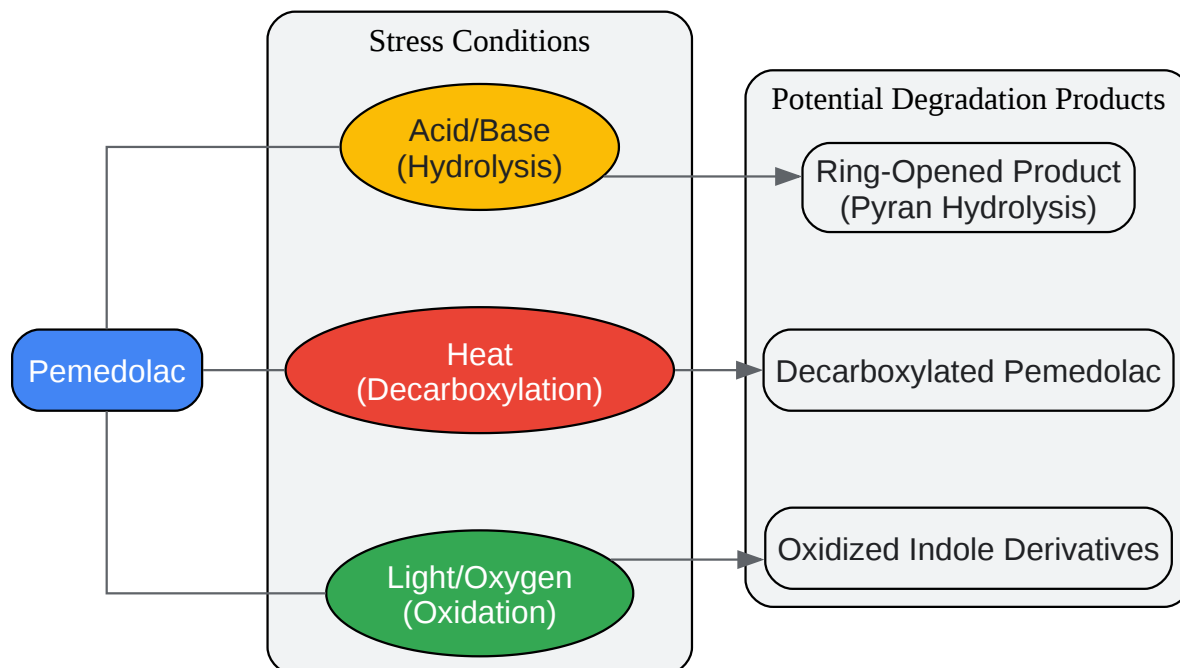 Stress Conditions
Potential Degradation Products
Acid/Base
(Hydrolysis)
Ring-Opened Product
(Pyran Hydrolysis)
Pemedolac
Heat
(Decarboxylation)
Decarboxylated Pemedolac
Light/Oxygen
(Oxidation)
Oxidized Indole Derivatives